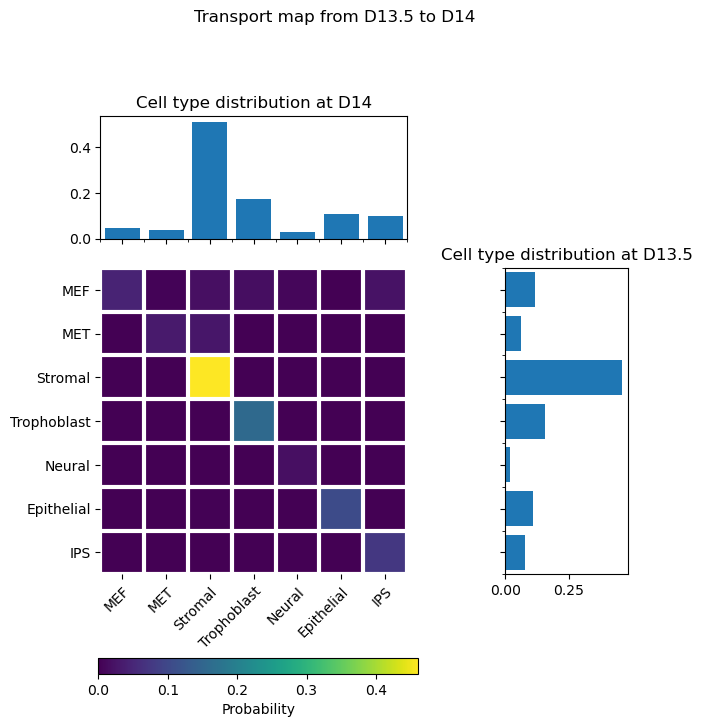 Transport map from D13.5 to D14
Cell type distribution at D14
0.4
0.2
0.0
Cell type distribution at D13.5
MEF
MET
Stromal
Trophoblast
Neural
Epithelial
IPS
0.00 0.25
MEF MET Stromal Trophoblast Neural Epithelial IPS
0.0 0.1 0.2 0.3 0.4
Probability